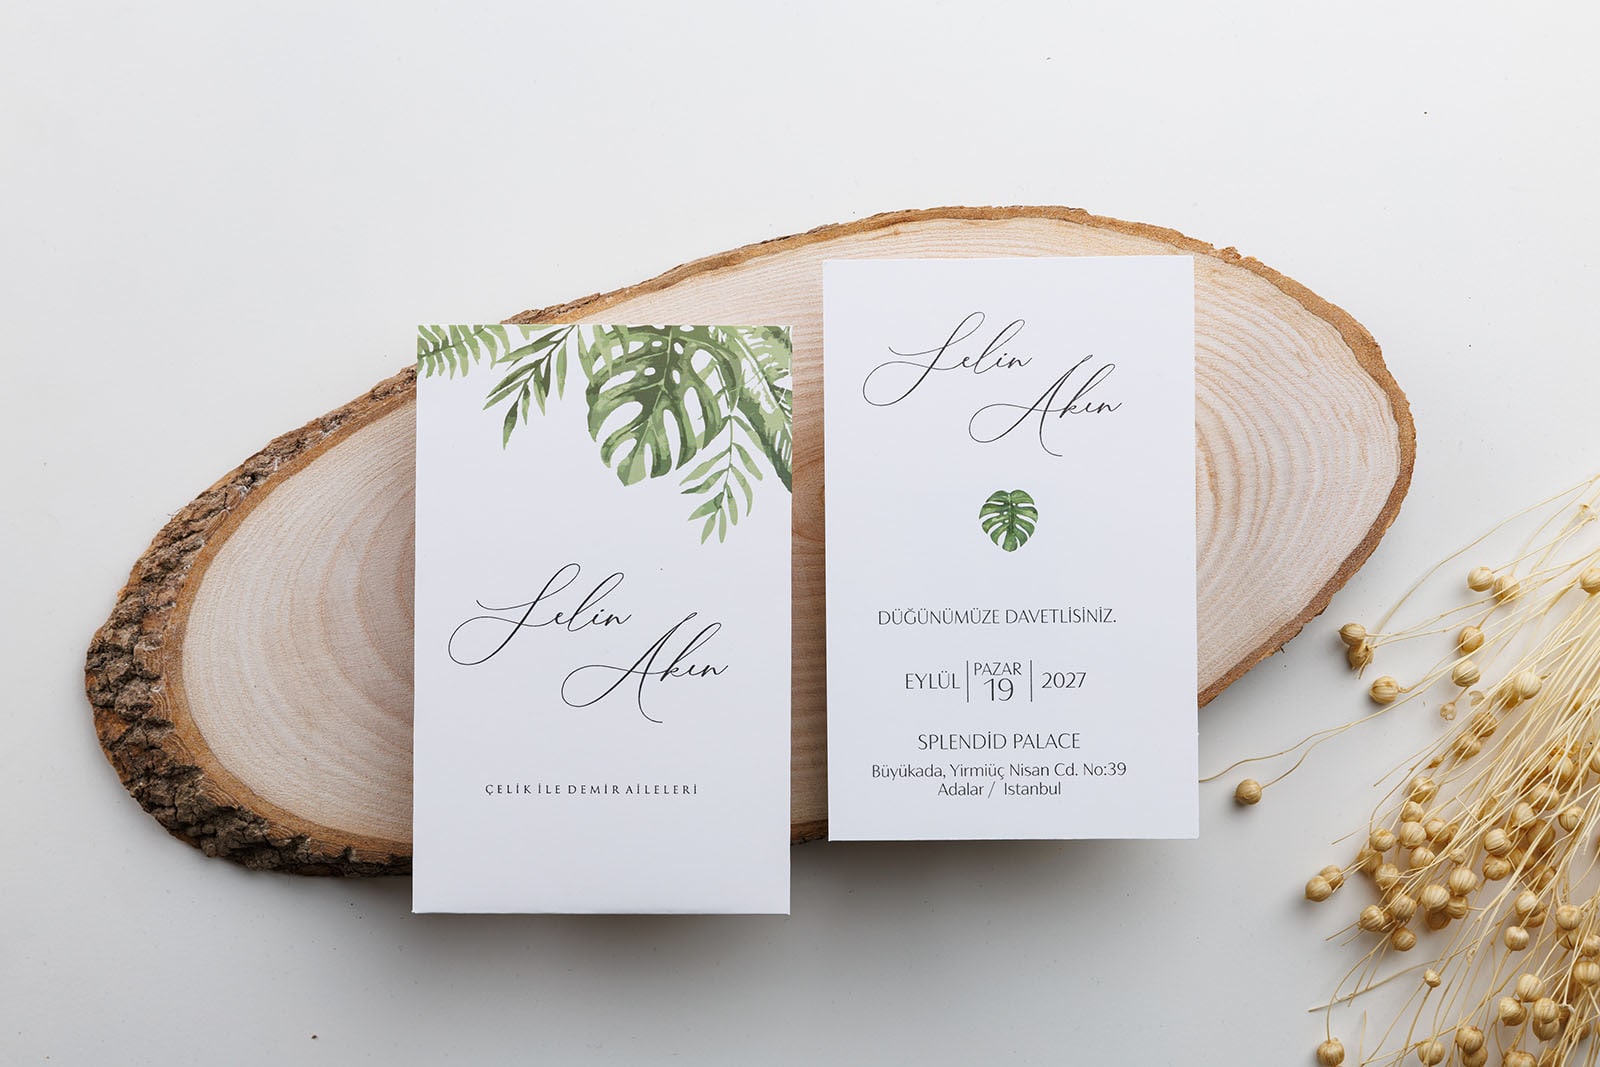 Selin
Akın
ÇELİK İLE DEMİR AİLELERİ
Selin
Akın
DÜĞÜNÜMÜZE DAVETLİSİNİZ.
EYLÜL | PAZAR 19 | 2027
SPLENDİD PALACE
Büyükada, Yirmiüç Nisan Cd. No:39
Adalar / Istanbul